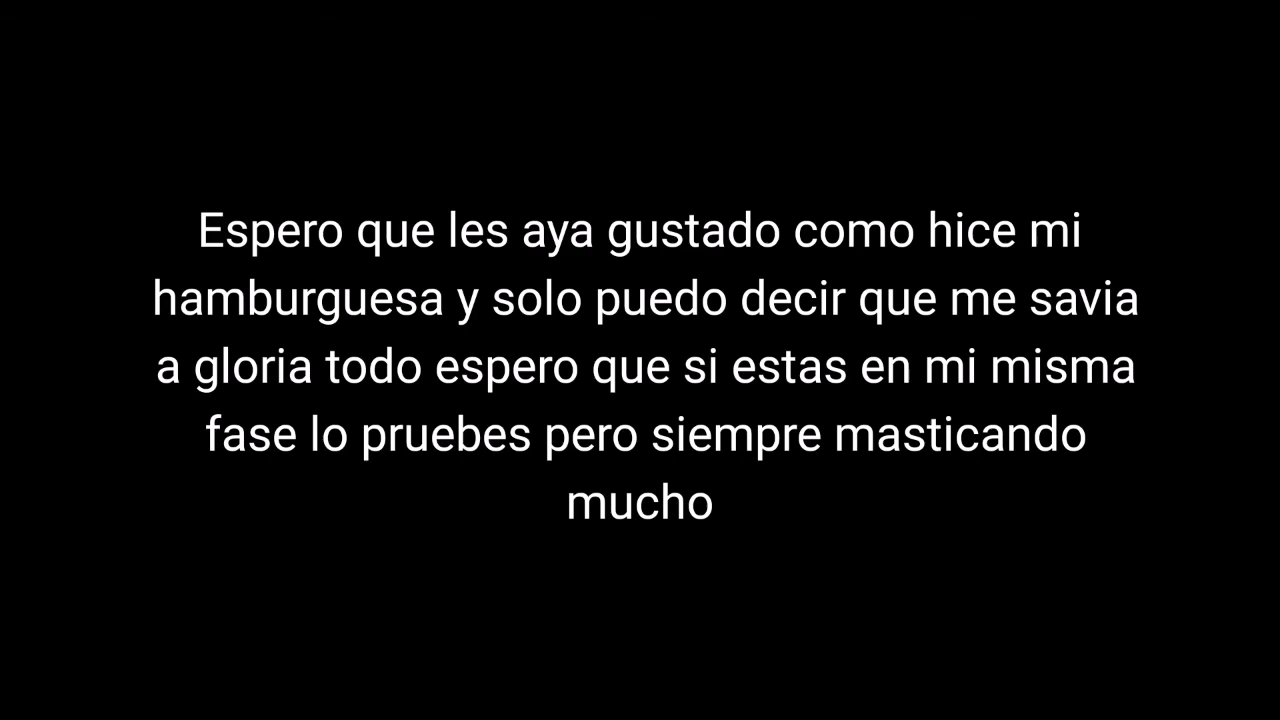 Espero que les aya gustado como hice mi
hamburguesa y solo puedo decir que me savia
a gloria todo espero que si estas en mi misma
fase lo pruebes pero siempre masticando
mucho